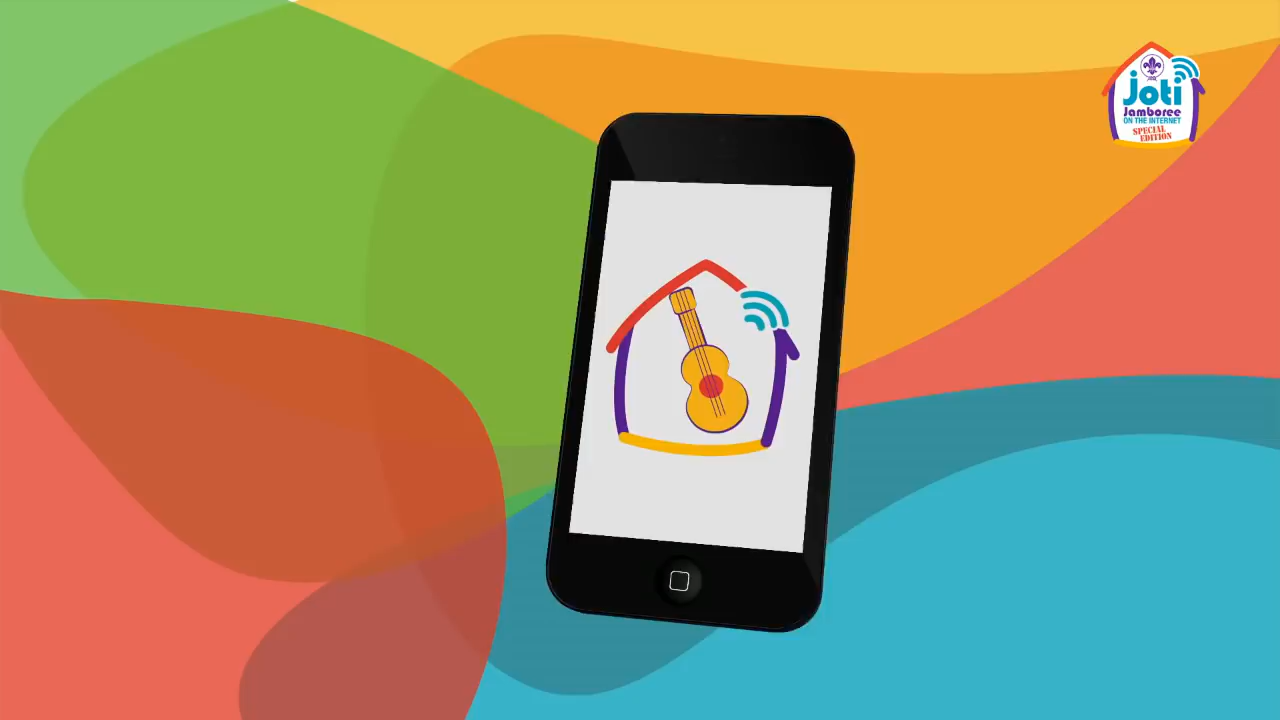 joti
Jamboree
ON THE INTERNET
SPECIAL
EDITION